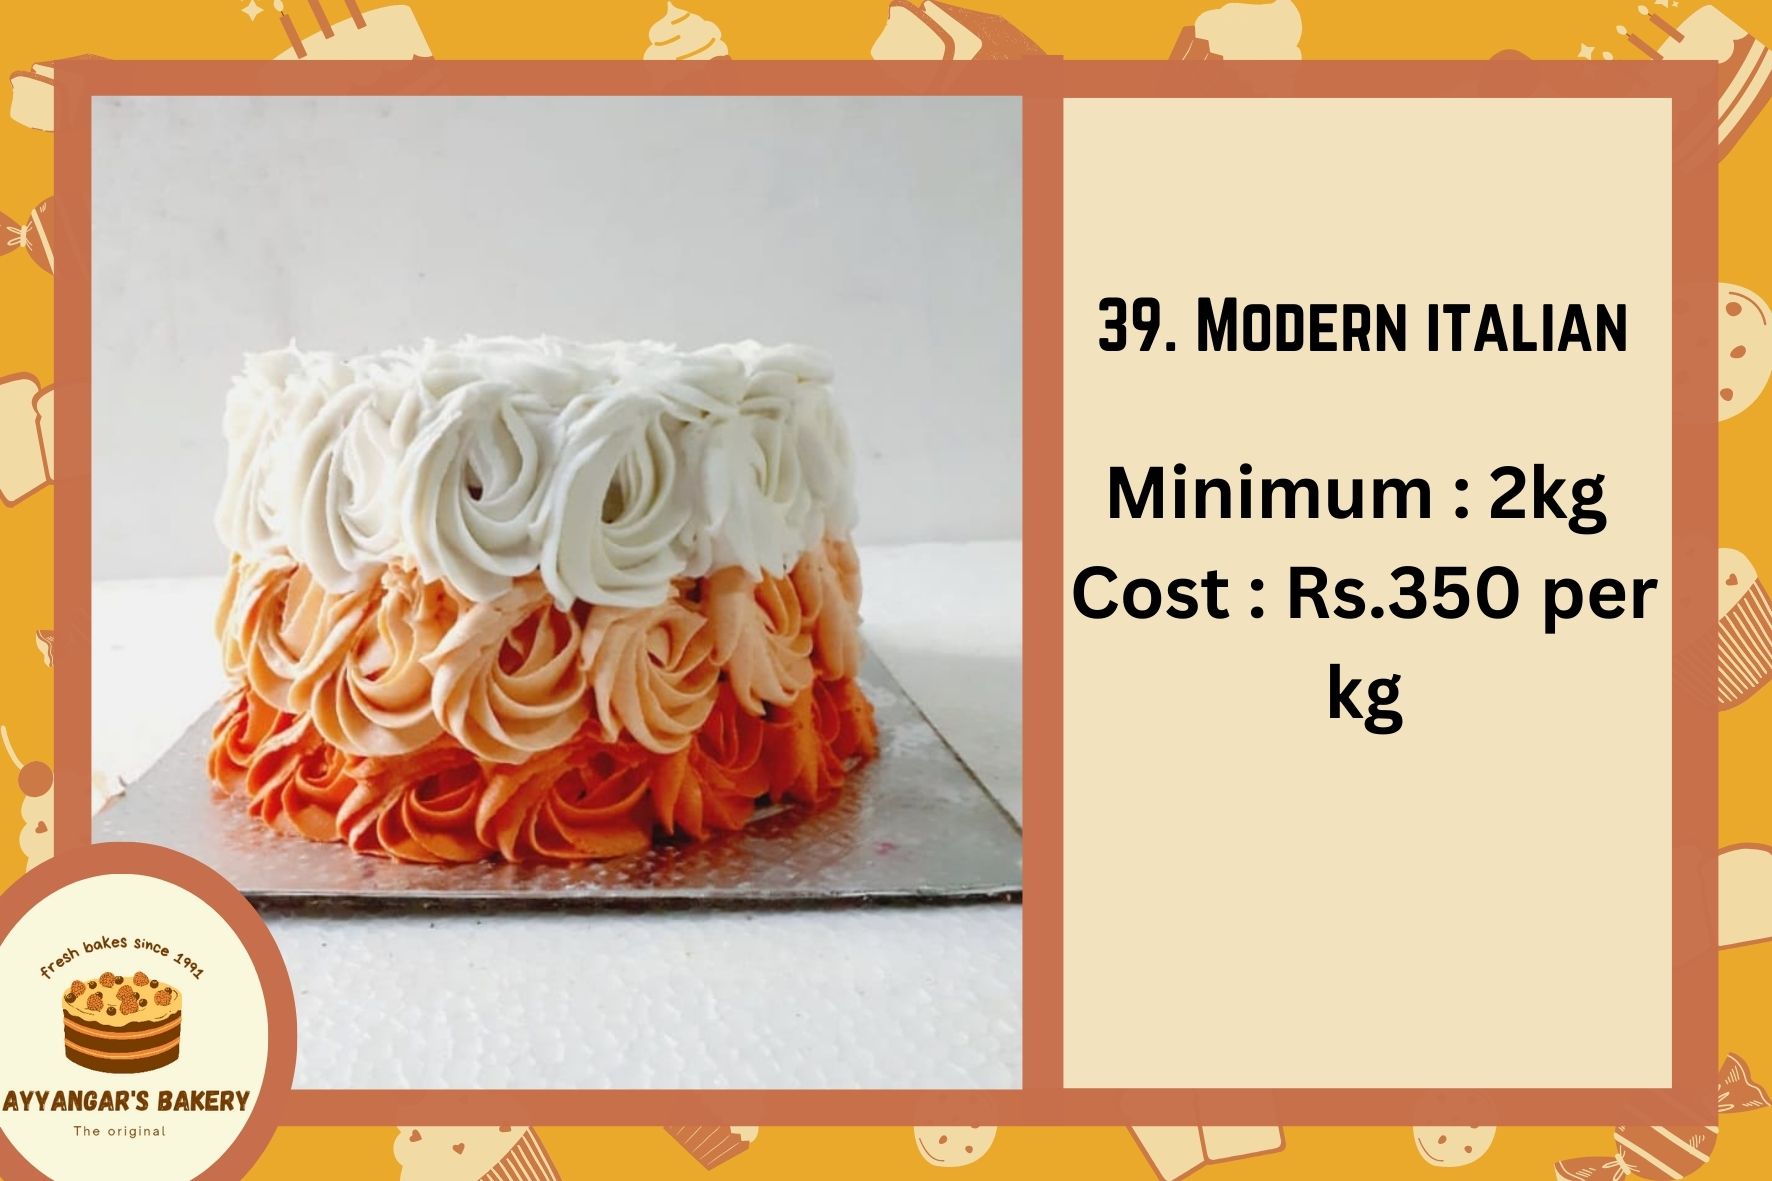 39. Modern italian
Minimum : 2kg
Cost : Rs.350 per
kg
fresh bakes since 1991
AYYANGAR'S BAKERY
The original